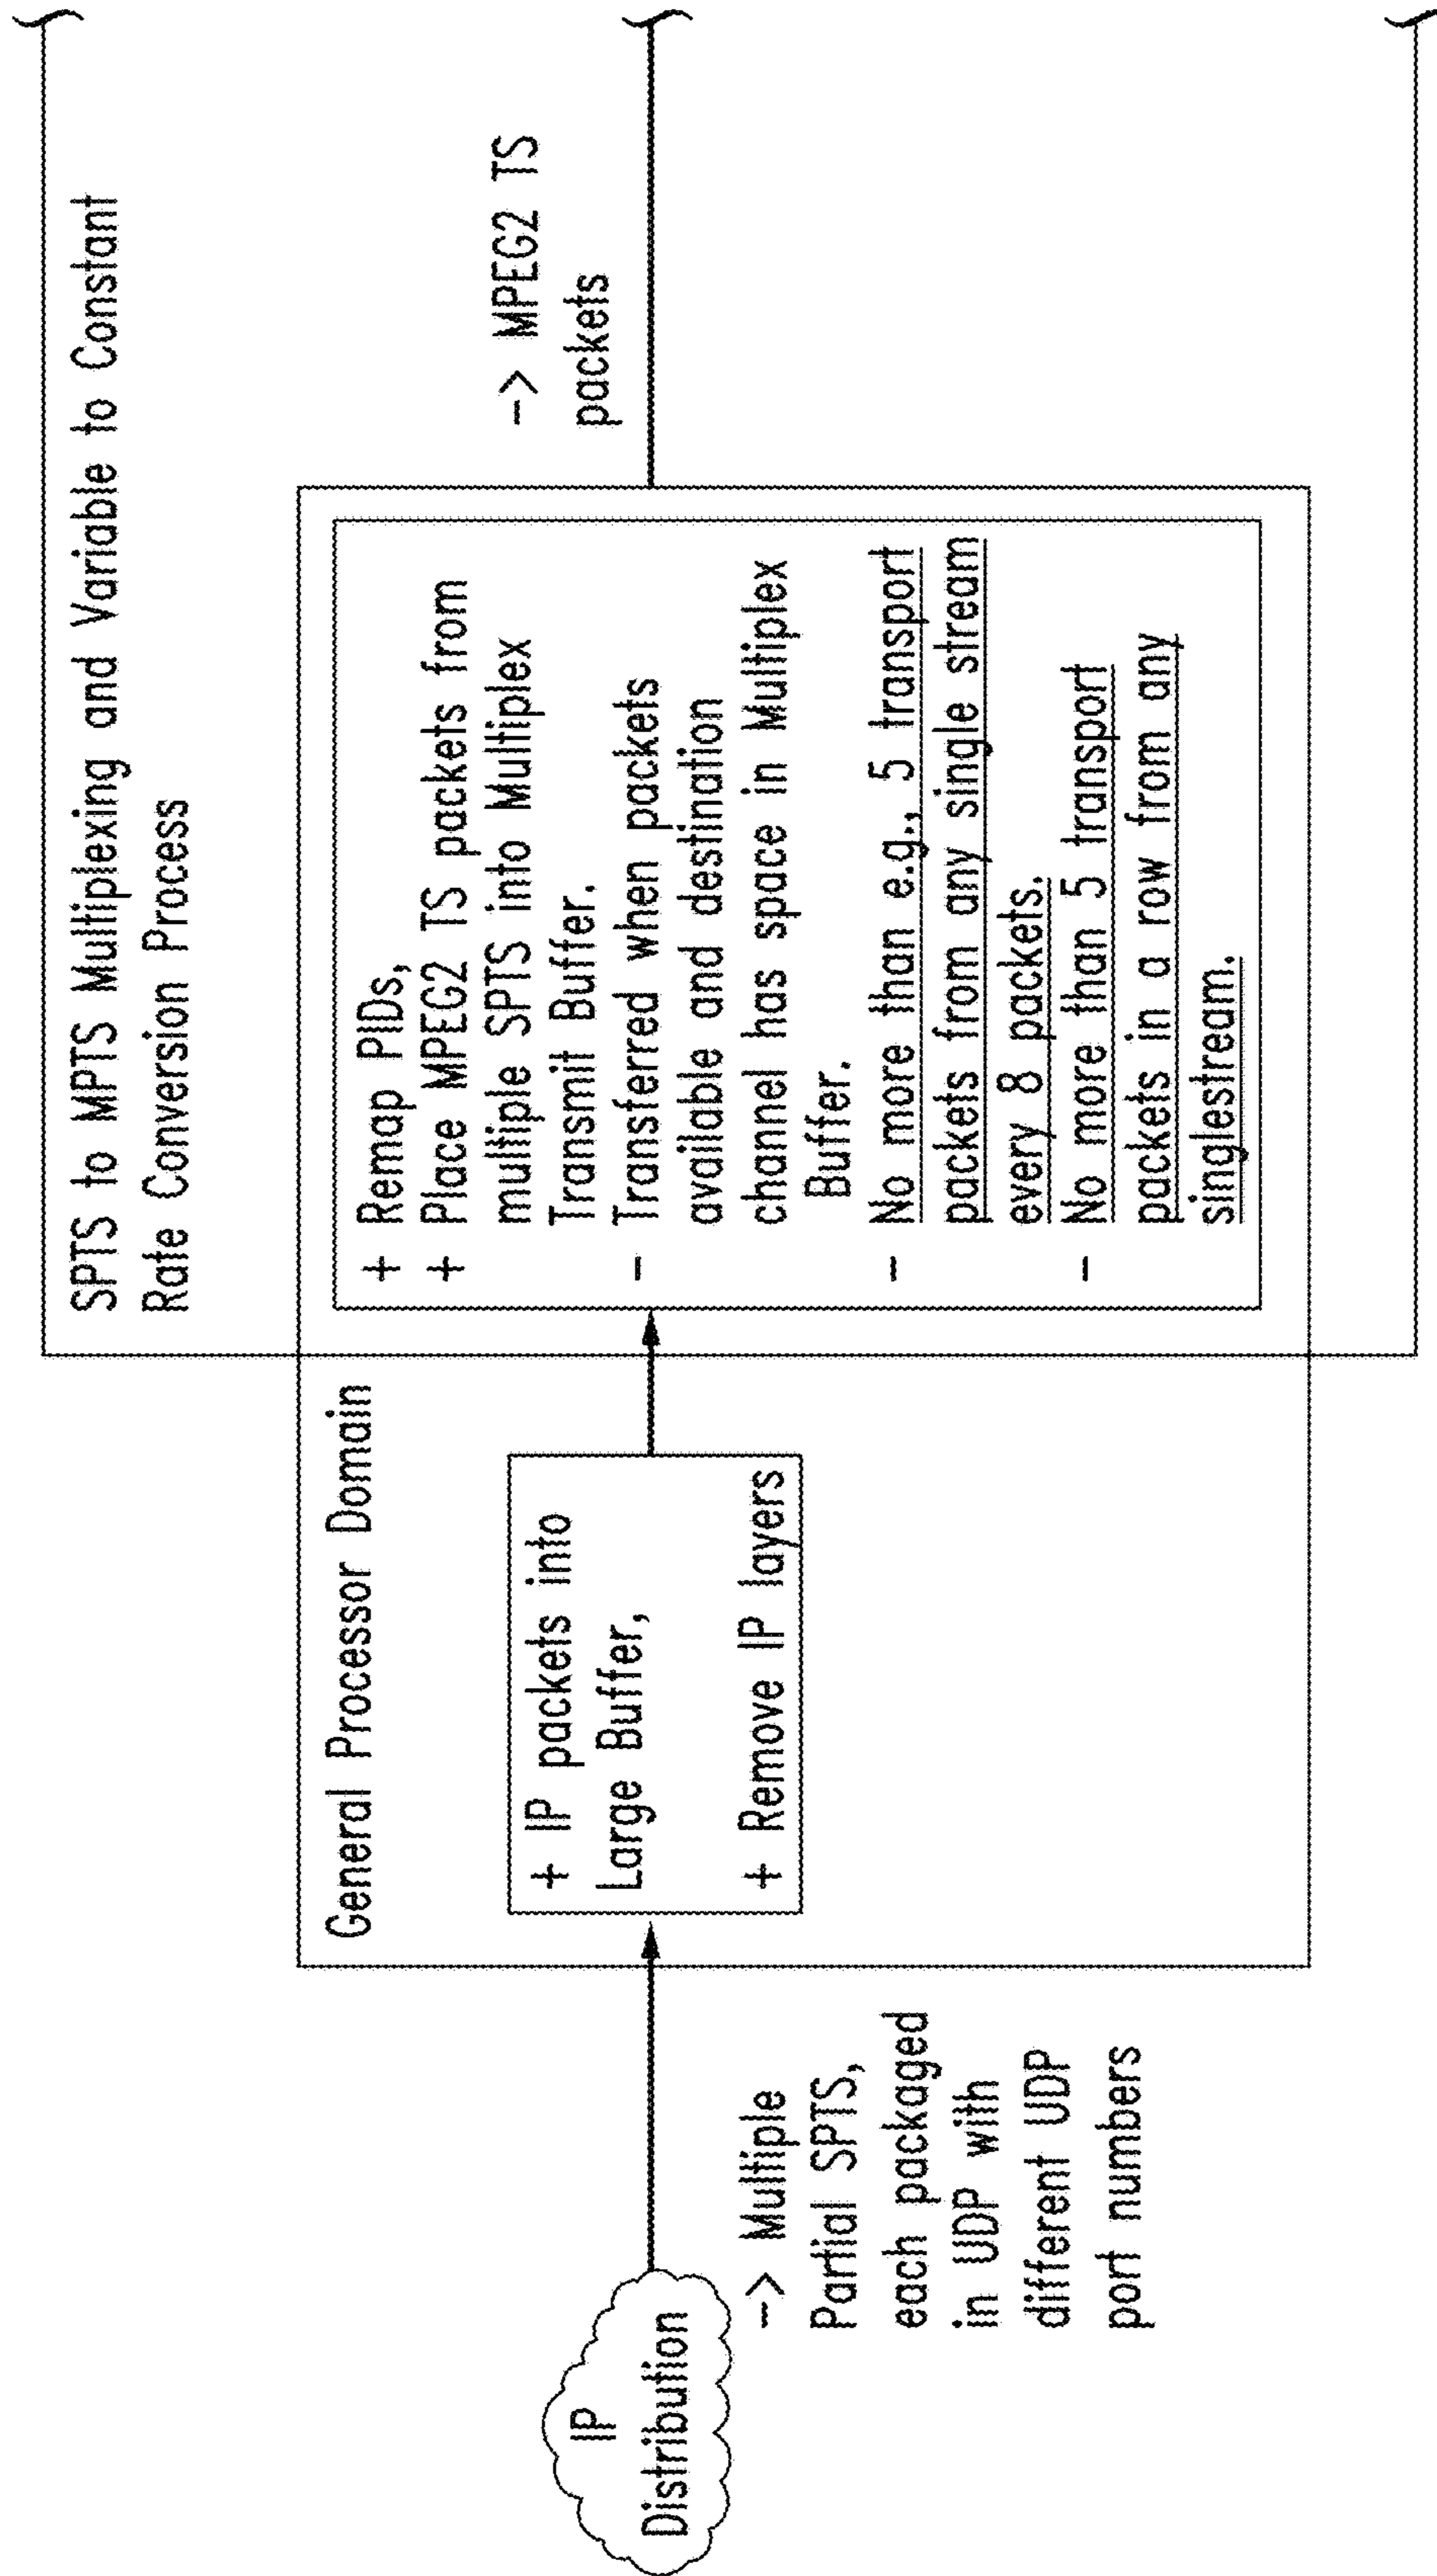 SPTS to MPTS Multiplexing and Variable to Constant
Rate Conversion Process
General Processor Domain
IP
Distribution
-> Multiple
Partial SPTS,
each packaged
in UDP with
different UDP
port numbers
+ IP packets into
Large Buffer,
+ Remove IP layers
+ Remap PIDs,
+ Place MPEG2 TS packets from
multiple SPTS into Multiplex
Transmit Buffer.
- Transferred when packets
available and destination
channel has space in Multiplex
Buffer.
- No more than e.g., 5 transport
packets from any single stream
every 8 packets.
- No more than 5 transport
packets in a row from any
singlestream.
-> MPEG2 TS
packets